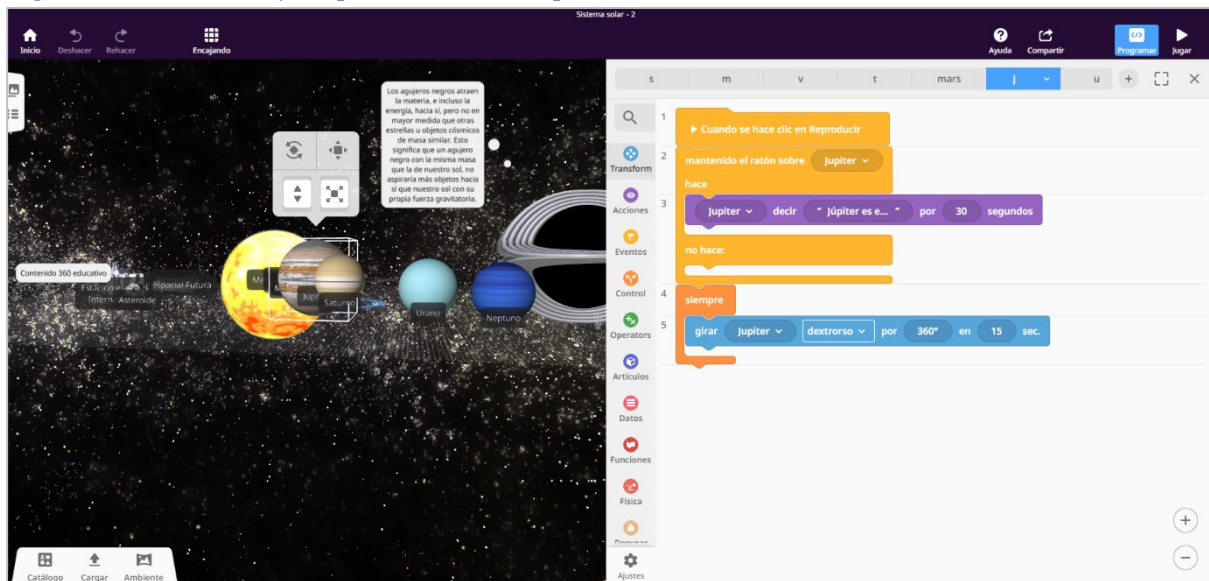 Sistema solar - 2
Inicio
Deshacer
Rehacer
Encajando
Ayuda
Compartir
Programar
Jugar
Los agujeros negros atraen
la materia, e incluso la
energía, hacia sí, pero no en
mayor medida que otras
estrellas u objetos cósmicos
de masa similar. Esto
significa que un agujero
negro con la misma masa
que la de nuestro sol, no
aspiraría más objetos hacia
sí que nuestro sol con su
propia fuerza gravitatoria.
Contenido 360 educativo
Espacial Futura
Intern
Asteroide
Saturno
Urano
Neptuno
Catálogo
Cargar
Ambiente
s
m
v
t
mars
j
u
Transform
Acciones
Eventos
Control
Operators
Artículos
Datos
Funciones
Física
Ajustes
1
Cuando se hace clic en Reproducir
2
mantenido el ratón sobre Jupiter
hace
3
Jupiter decir " Júpiter es e... " por 30 segundos
no hace:
4
siempre
5
girar Jupiter dextrorso por 360° en 15 sec.